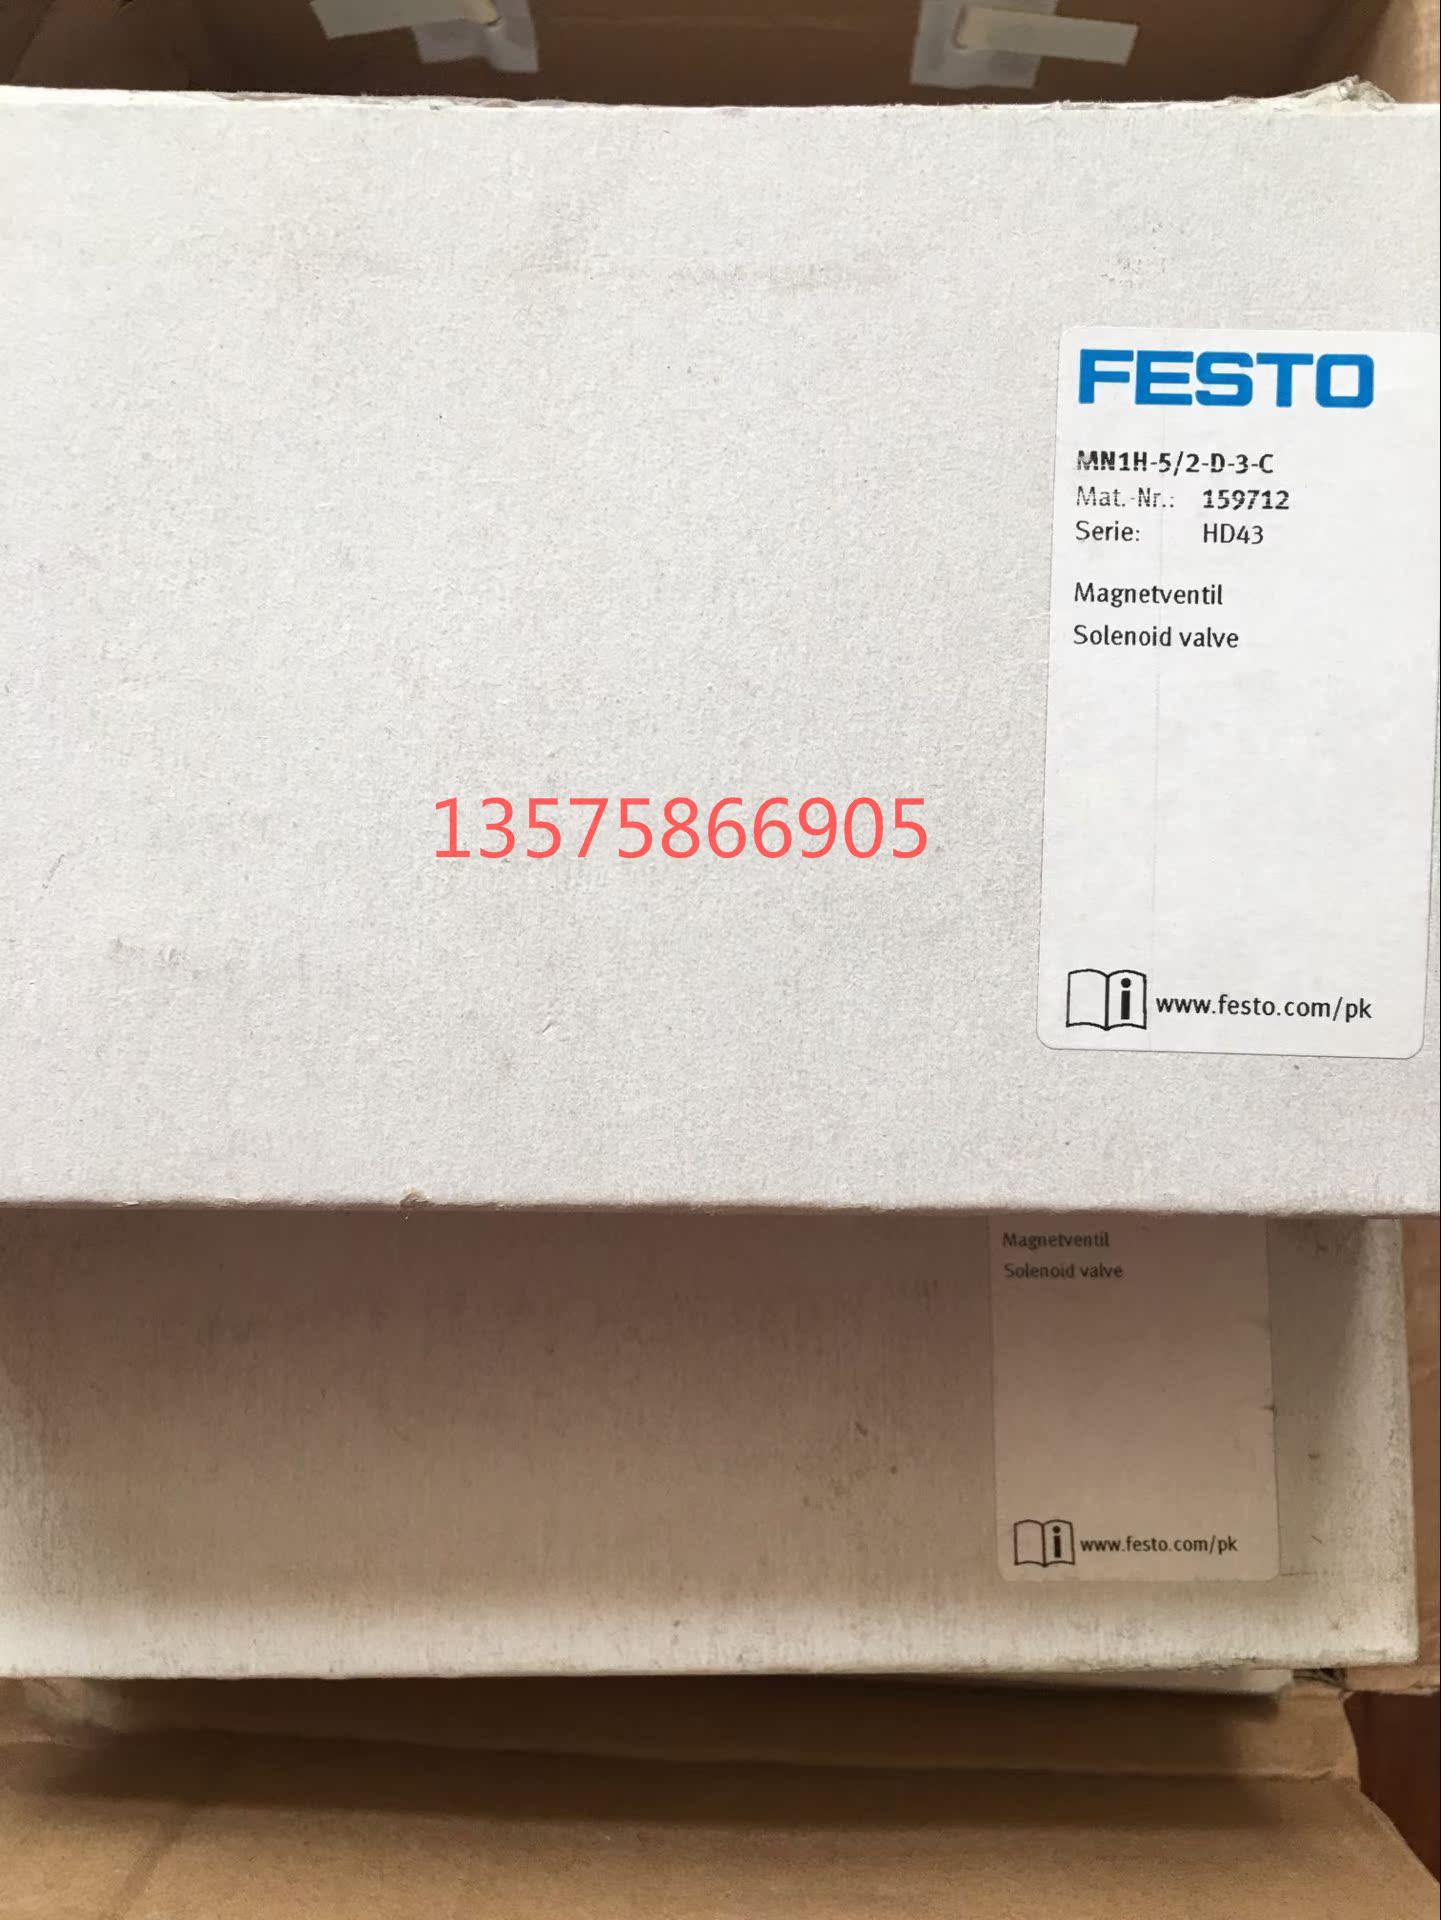 FESTO
MN1H-5/2-D-3-C
Mat.-Nr.: 159712
Serie: HD43
Magnetventil
Solenoid valve
13575866905
i www.festo.com/pk
Magnetventil
Solenoid valve
i www.festo.com/pk